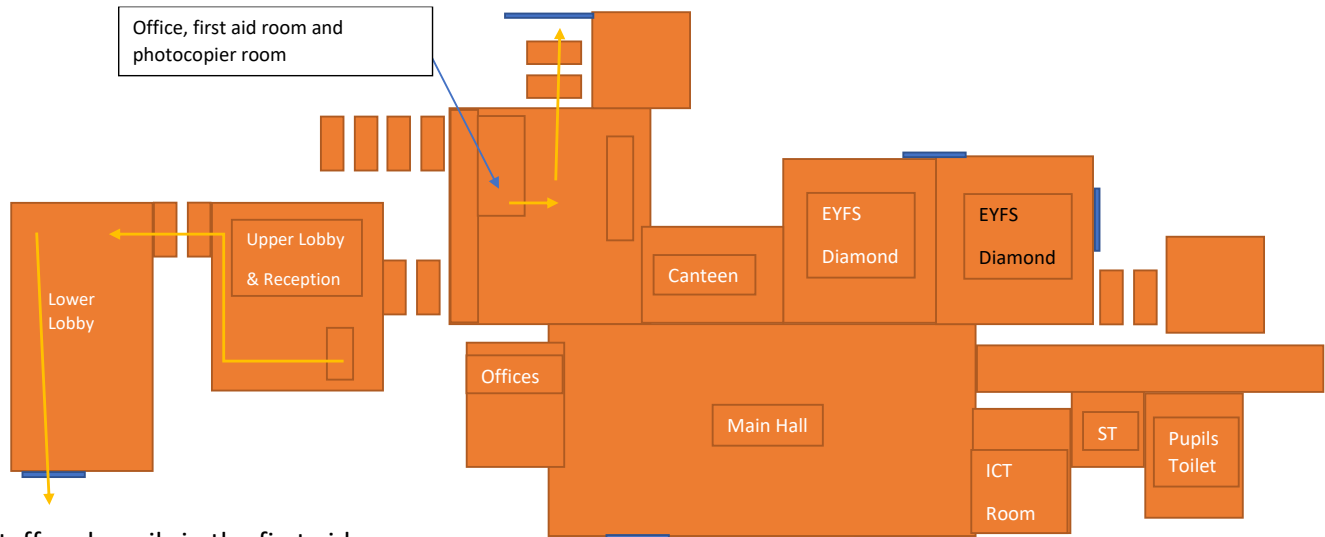 Office, first aid room and
photocopier room
EYFS
Diamond
EYFS
Diamond
Upper Lobby
& Reception
Canteen
Lower
Lobby
Offices
Main Hall
ST
Pupils
Toilet
ICT
Room